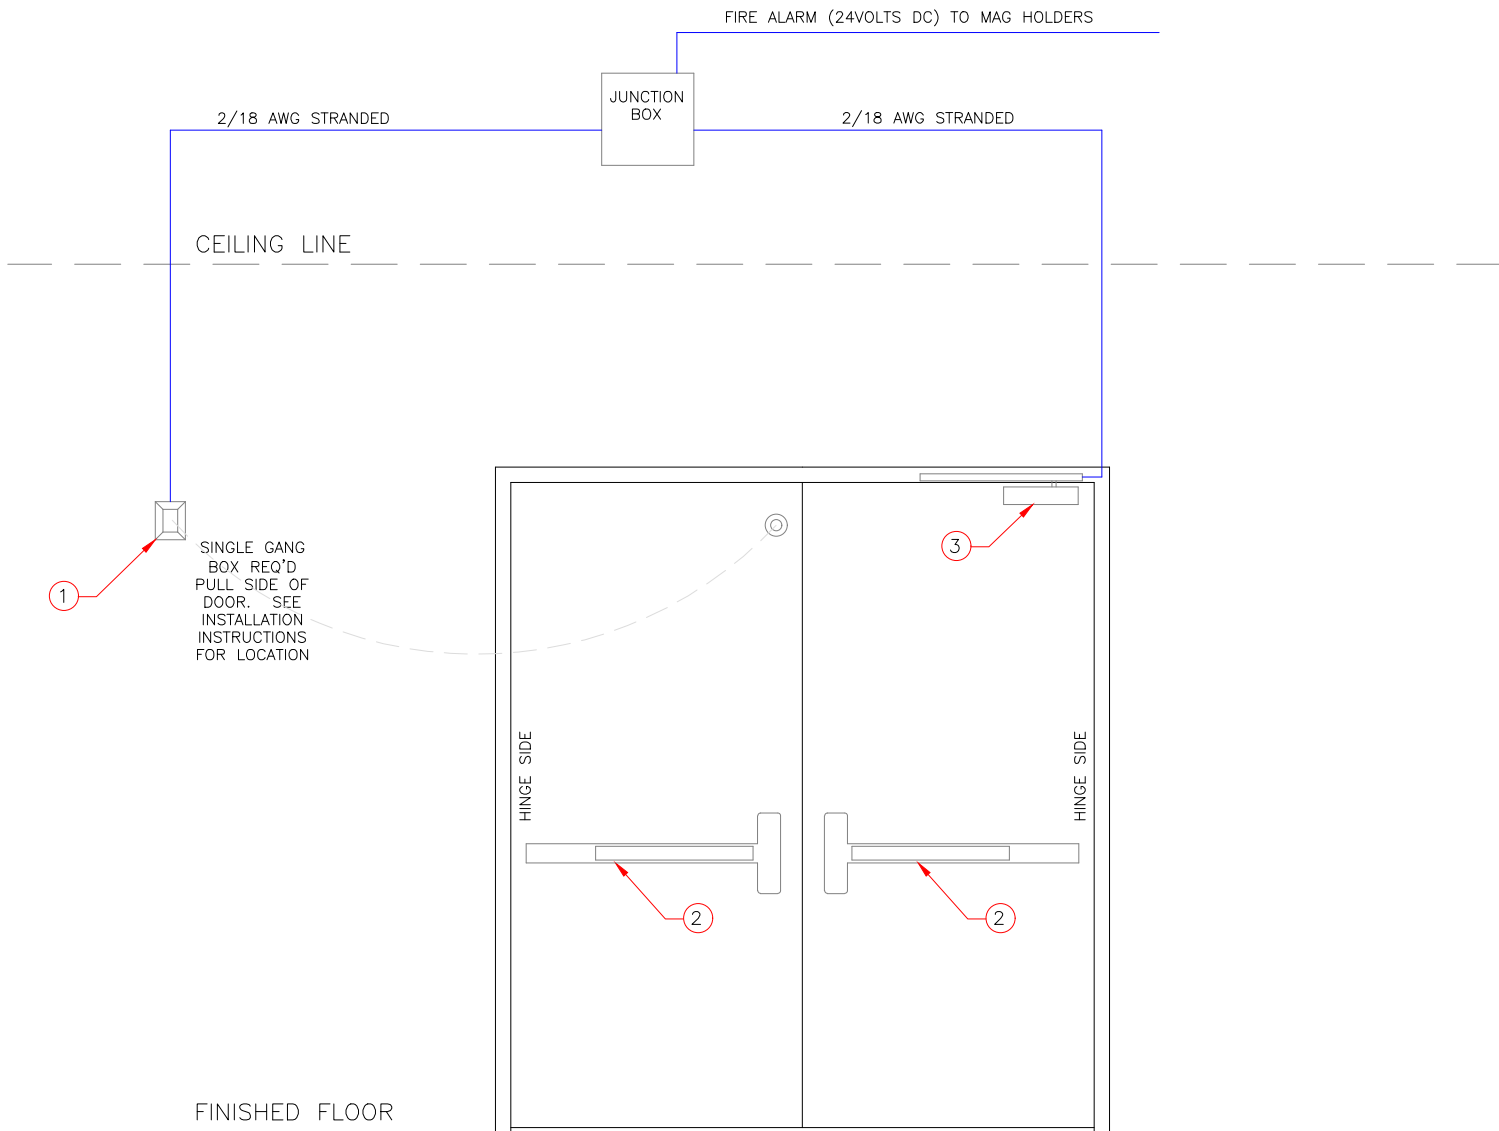 FIRE ALARM (24VOLTS DC) TO MAG HOLDERS
JUNCTION
BOX
2/18 AWG STRANDED
2/18 AWG STRANDED
CEILING LINE
SINGLE GANG
BOX REQ'D
PULL SIDE OF
DOOR. SEE
INSTALLATION
INSTRUCTIONS
FOR LOCATION
1
3
HINGE SIDE
HINGE SIDE
2
2
FINISHED FLOOR